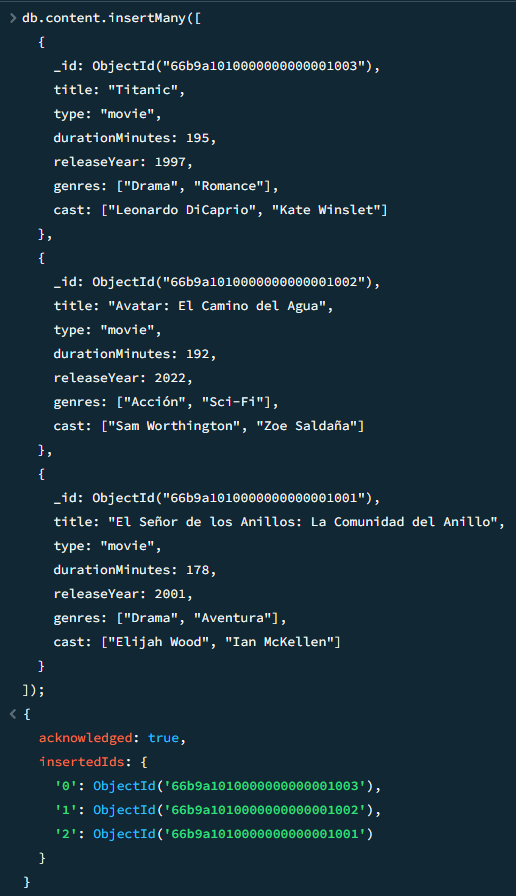 > db.content.insertMany([
{
_id: ObjectId("66b9a1010000000000001003"),
title: "Titanic",
type: "movie",
durationMinutes: 195,
releaseYear: 1997,
genres: ["Drama", "Romance"],
cast: ["Leonardo DiCaprio", "Kate Winslet"]
},
{
_id: ObjectId("66b9a1010000000000001002"),
title: "Avatar: El Camino del Agua",
type: "movie",
durationMinutes: 192,
releaseYear: 2022,
genres: ["Acción", "Sci-Fi"],
cast: ["Sam Worthington", "Zoe Saldaña"]
},
{
_id: ObjectId("66b9a1010000000000001001"),
title: "El Señor de los Anillos: La Comunidad del Anillo",
type: "movie",
durationMinutes: 178,
releaseYear: 2001,
genres: ["Drama", "Aventura"],
cast: ["Elijah Wood", "Ian McKellen"]
}
]);
< {
acknowledged: true,
insertedIds: {
'0': ObjectId('66b9a1010000000000001003'),
'1': ObjectId('66b9a1010000000000001002'),
'2': ObjectId('66b9a1010000000000001001')
}
}